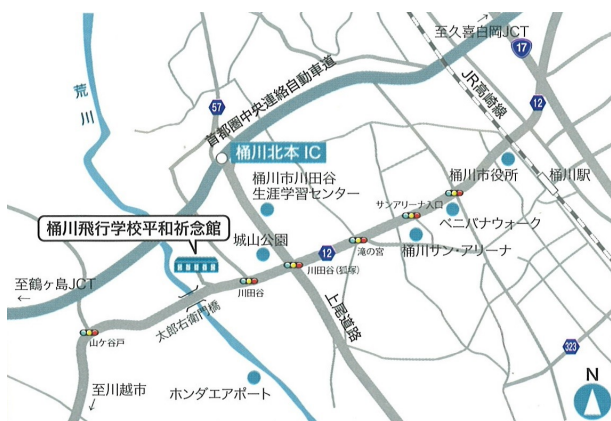 至久喜白岡JCT
17
荒川
57
首都圏中央連絡自動車道
JR高崎線
12
桶川北本 IC
桶川市川田谷
生涯学習センター
桶川市役所
桶川駅
サンアリーナ入口
ベニバナウォーク
桶川飛行学校平和祈念館
城山公園
滝の宮
桶川サン・アリーナ
12
川田谷(狐塚)
至鶴ヶ島JCT
川田谷
太郎右衛門橋
上尾道路
山ケ谷戸
323
至川越市
ホンダエアポート
N